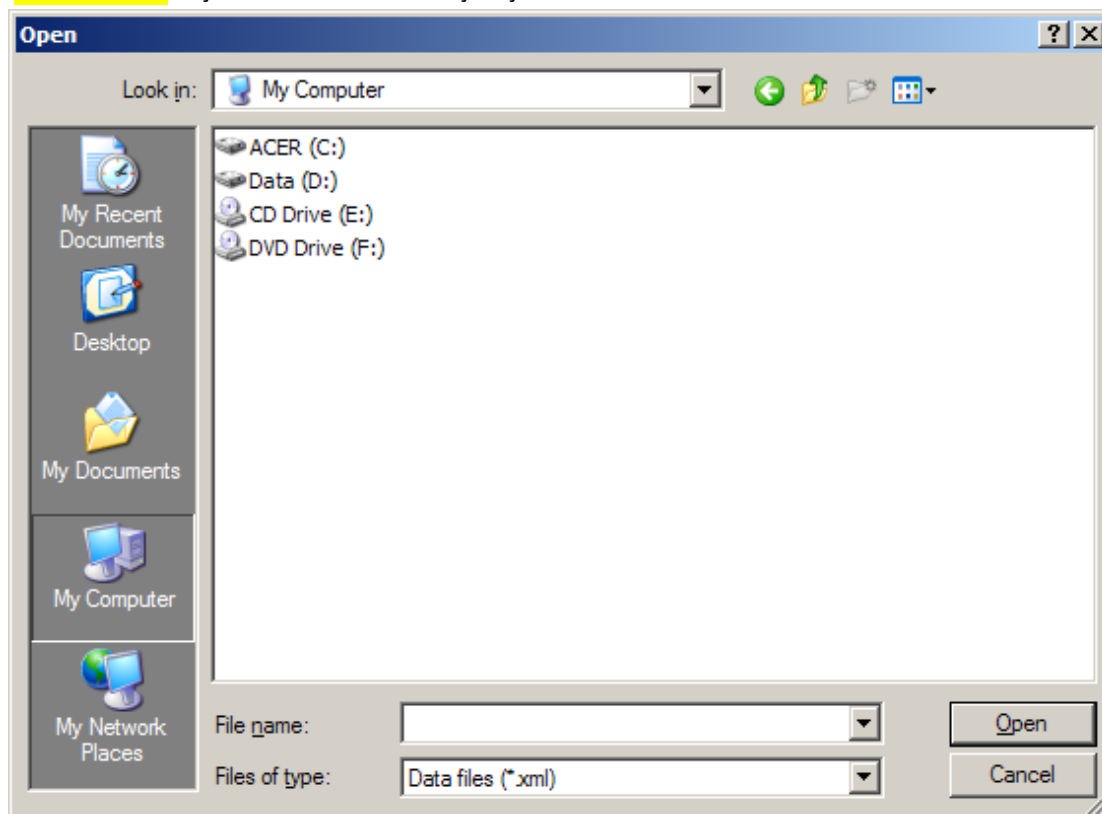 Open
Look in:
My Computer
ACER (C:)
Data (D:)
CD Drive (E:)
DVD Drive (F:)
My Recent
Documents
Desktop
My Documents
My Computer
My Network
Places
File name:
Open
Files of type:
Data files (*.xml)
Cancel